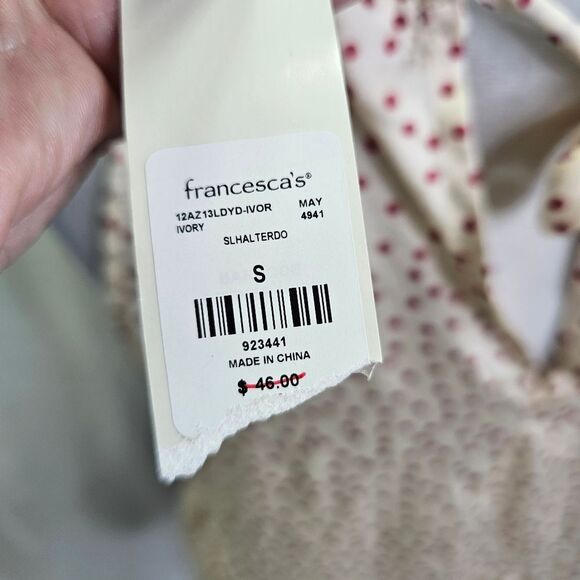 francesca's®
12AZ13LDYD-IVOR MAY
IVORY 4941
SLHALTERDO
S
923441
MADE IN CHINA
$ 46.00